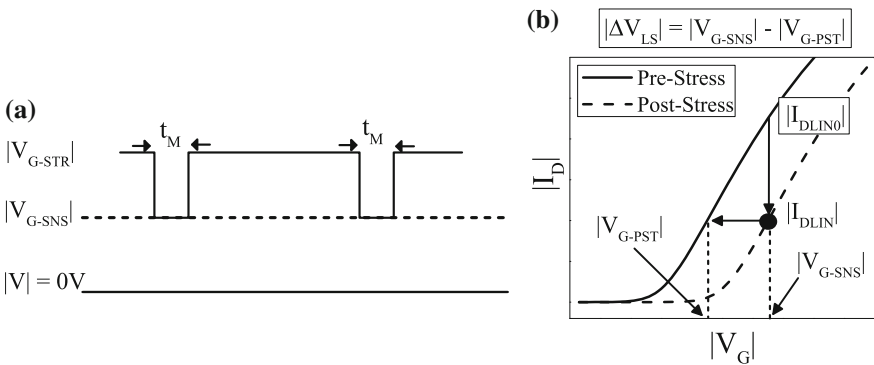 (a)
t_M
t_M
|V_G-STR|
|V_G-SNS|
|V| = 0V
(b)
|ΔV_LS| = |V_G-SNS| - |V_G-PST|
Pre-Stress
Post-Stress
|I_DLIN0|
|I_D|
|I_DLIN|
|V_G-PST|
|V_G-SNS|
|V_G|